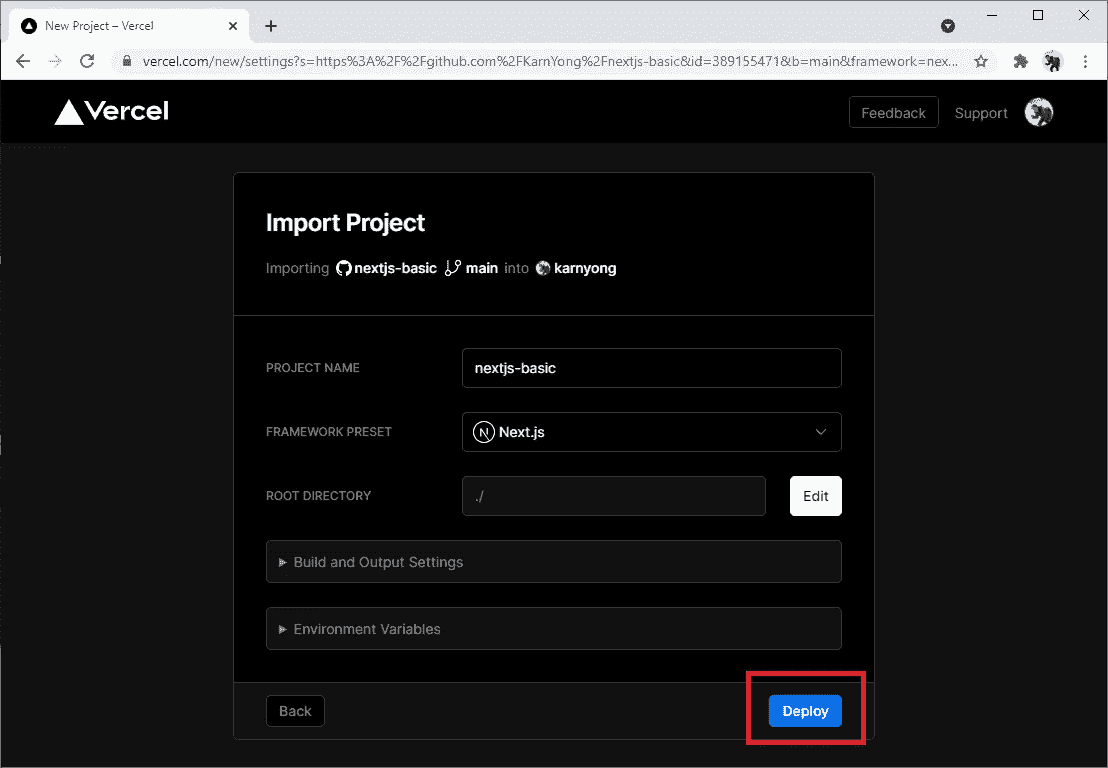 New Project – Vercel
vercel.com/new/settings?s=https%3A%2F%2Fgithub.com%2FKarnYong%2Fnextjs-basic&id=389155471&b=main&framework=nex...
Vercel
Feedback
Support
Import Project
Importing nextjs-basic main into karnyong
PROJECT NAME
nextjs-basic
FRAMEWORK PRESET
N Next.js
ROOT DIRECTORY
./
Edit
Build and Output Settings
Environment Variables
Back
Deploy